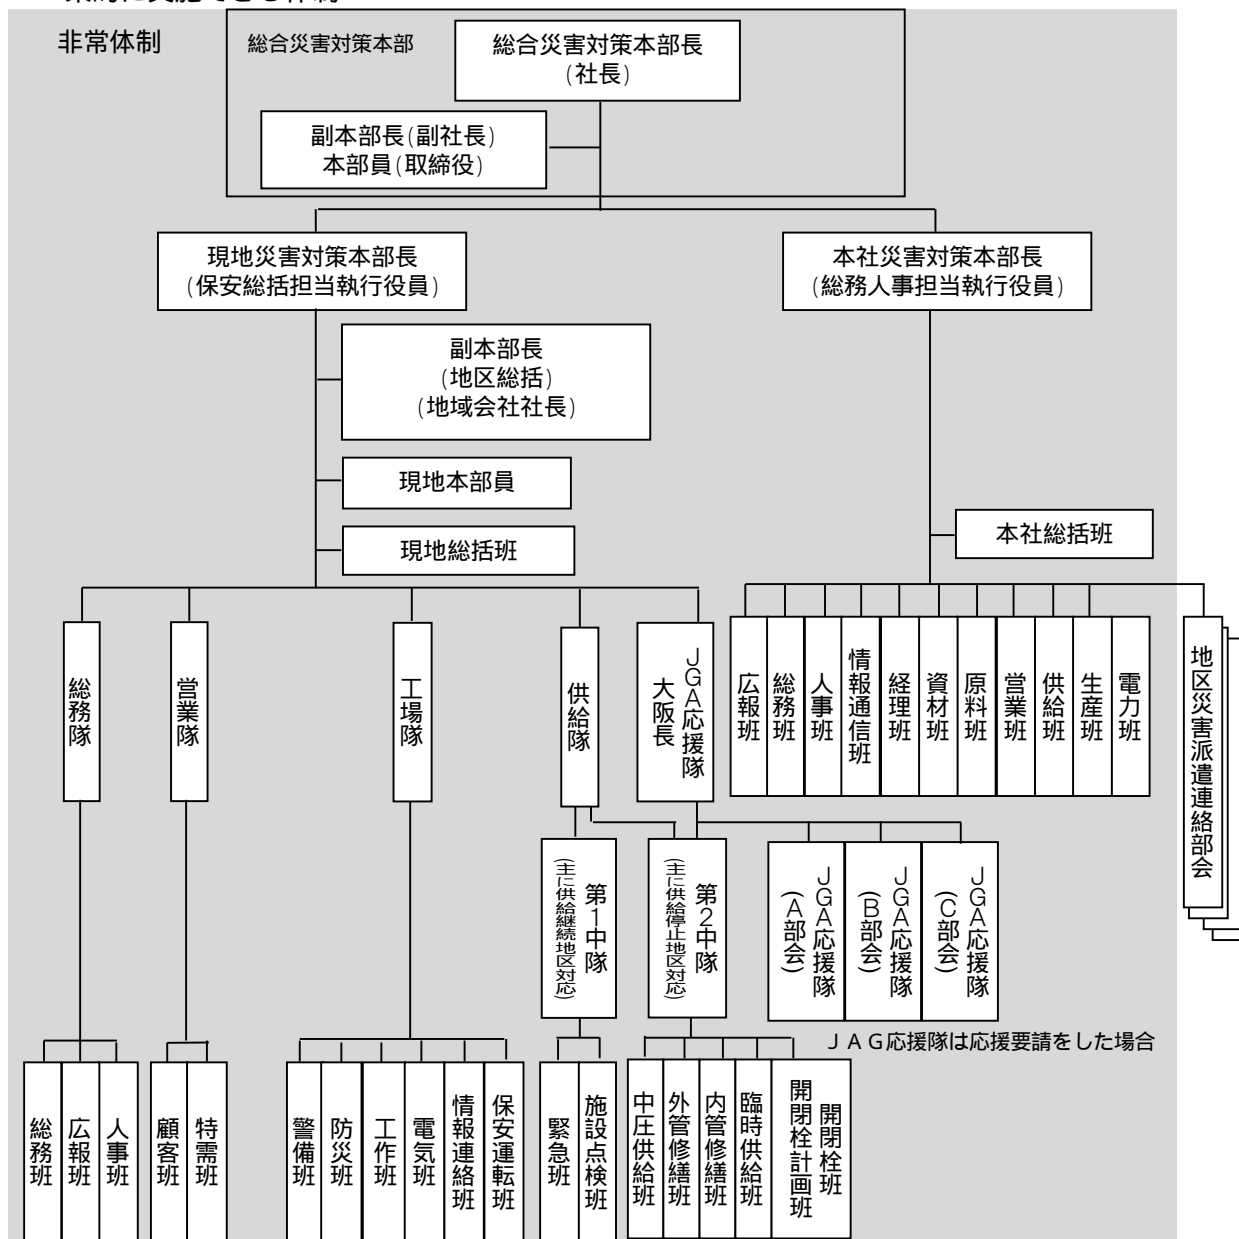 非常体制
総合災害対策本部
総合災害対策本部長
(社長)
副本部長(副社長)
本部員(取締役)
現地災害対策本部長
(保安総括担当執行役員)
本社災害対策本部長
(総務人事担当執行役員)
副本部長
(地区総括)
(地域会社社長)
現地本部員
現地総括班
本社総括班
総務隊
営業隊
工場隊
供給隊
JGA応援隊
大阪長
広報班
総務班
人事班
情報通信班
経理班
資材班
原料班
営業班
供給班
生産班
電力班
地区災害派遣連絡部会
第1中隊
(主に供給継続地区対応)
第2中隊
(主に供給停止地区対応)
JGA応援隊
(A部会)
JGA応援隊
(B部会)
JGA応援隊
(C部会)
JAG応援隊は応援要請をした場合
総務班
広報班
人事班
顧客班
特需班
警備班
防災班
工作班
電気班
情報連絡班
保安運転班
緊急班
施設点検班
中圧供給班
外管修繕班
内管修繕班
臨時供給班
開閉栓班
開閉栓計画班